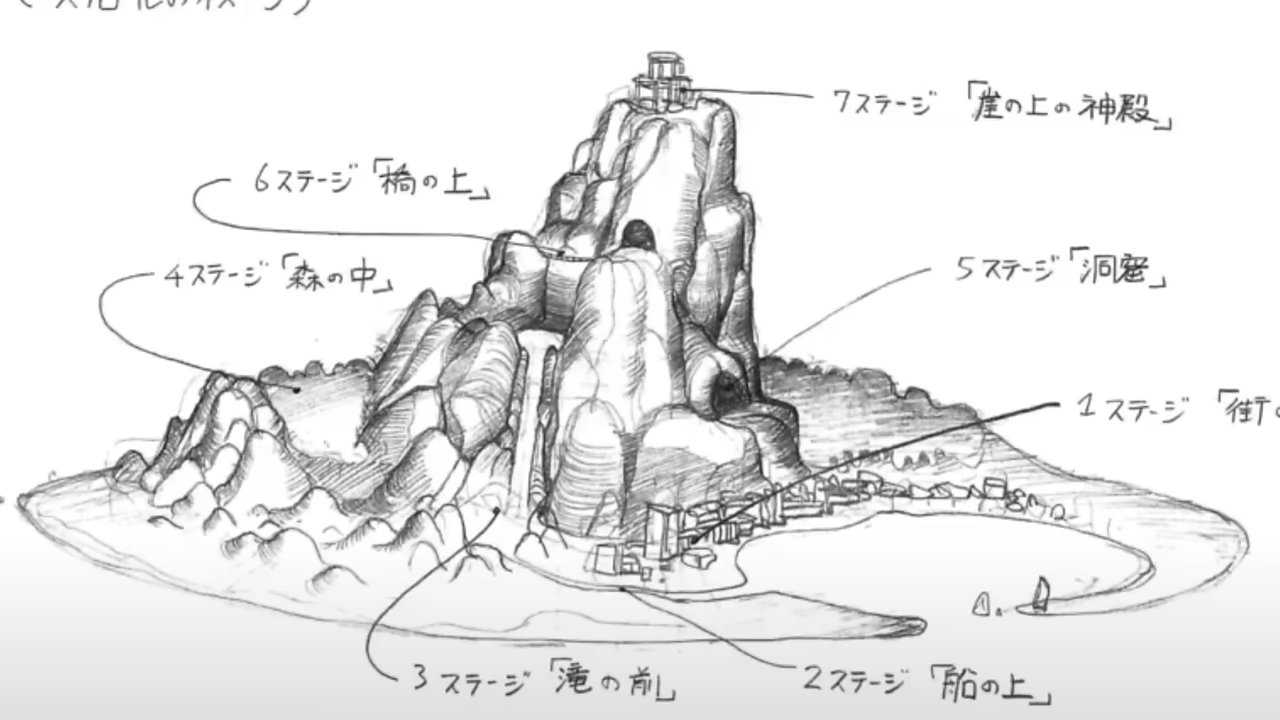 7ステージ「崖の上の神殿」
6ステージ「橋の上」
4ステージ「森の中」
5ステージ「洞窟」
1ステージ「街
3ステージ「滝の前」
2ステージ「船の上」